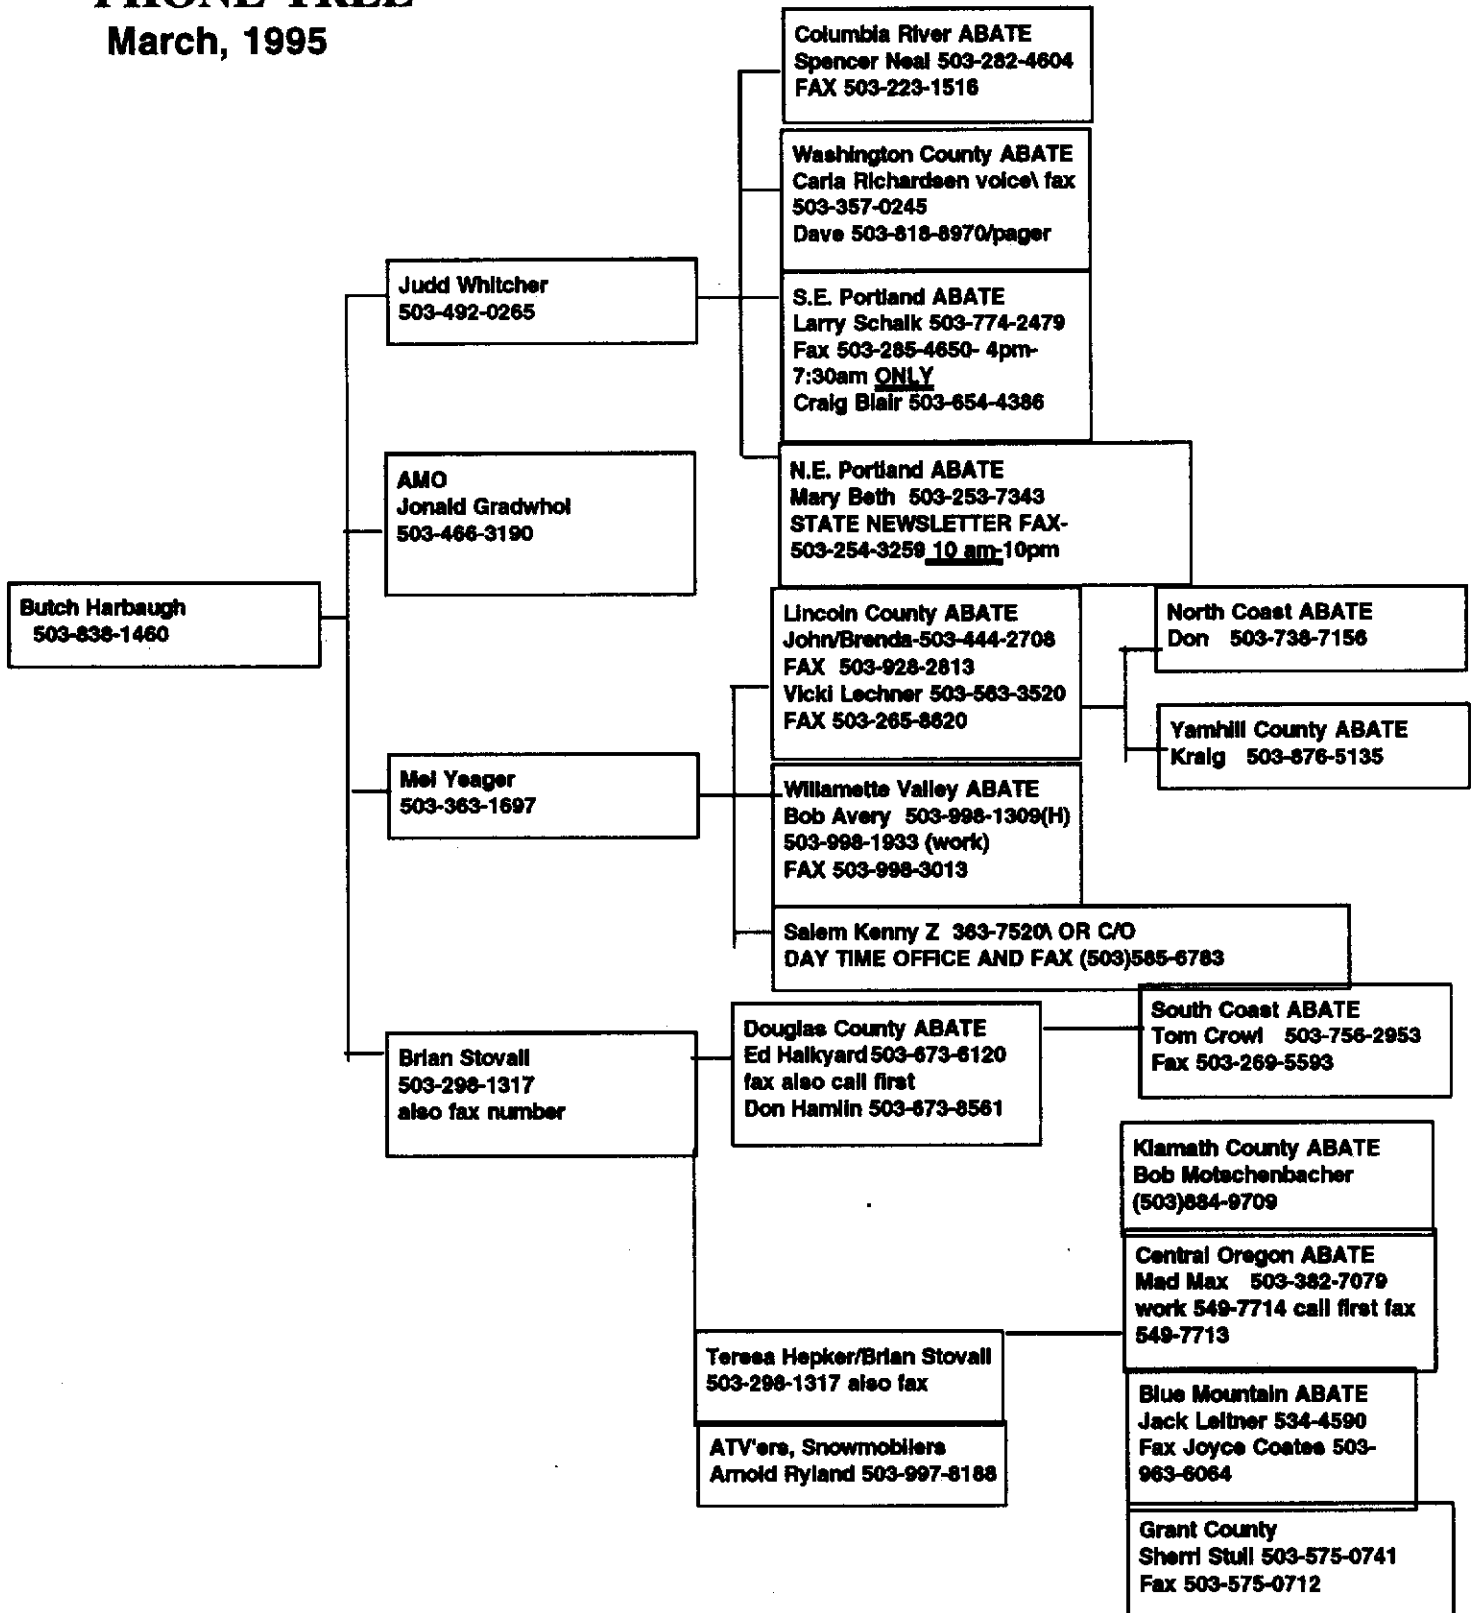 PHONE TREE
March, 1995
Columbia River ABATE
Spencer Neal 503-282-4604
FAX 503-223-1516
Washington County ABATE
Carla Richardsen voice\ fax
503-357-0245
Dave 503-818-8970/pager
Judd Whitcher
503-492-0265
S.E. Portland ABATE
Larry Schalk 503-774-2479
Fax 503-285-4650- 4pm-
7:30am ONLY
Craig Blair 503-654-4386
AMO
Jonald Gradwhol
503-466-3190
N.E. Portland ABATE
Mary Beth 503-253-7343
STATE NEWSLETTER FAX-
503-254-3259 10 am-10pm
Butch Harbaugh
503-838-1460
Lincoln County ABATE
John/Brenda-503-444-2708
FAX 503-928-2813
Vicki Lechner 503-563-3520
FAX 503-265-8620
North Coast ABATE
Don 503-738-7156
Yamhill County ABATE
Kraig 503-876-5135
Mel Yeager
503-363-1697
Willamette Valley ABATE
Bob Avery 503-998-1309(H)
503-998-1933 (work)
FAX 503-998-3013
Salem Kenny Z 363-7520\ OR C/O
DAY TIME OFFICE AND FAX (503)585-6783
Brian Stovall
503-298-1317
also fax number
Douglas County ABATE
Ed Halkyard 503-673-6120
fax also call first
Don Hamlin 503-673-8561
South Coast ABATE
Tom Crowl 503-756-2953
Fax 503-269-5593
Klamath County ABATE
Bob Motschenbacher
(503)884-9709
Central Oregon ABATE
Mad Max 503-382-7079
work 549-7714 call first fax
549-7713
Teresa Hepker/Brian Stovall
503-298-1317 also fax
Blue Mountain ABATE
Jack Leitner 534-4590
Fax Joyce Coates 503-
963-6064
ATV'ers, Snowmobilers
Arnold Ryland 503-997-8188
Grant County
Sherri Stull 503-575-0741
Fax 503-575-0712